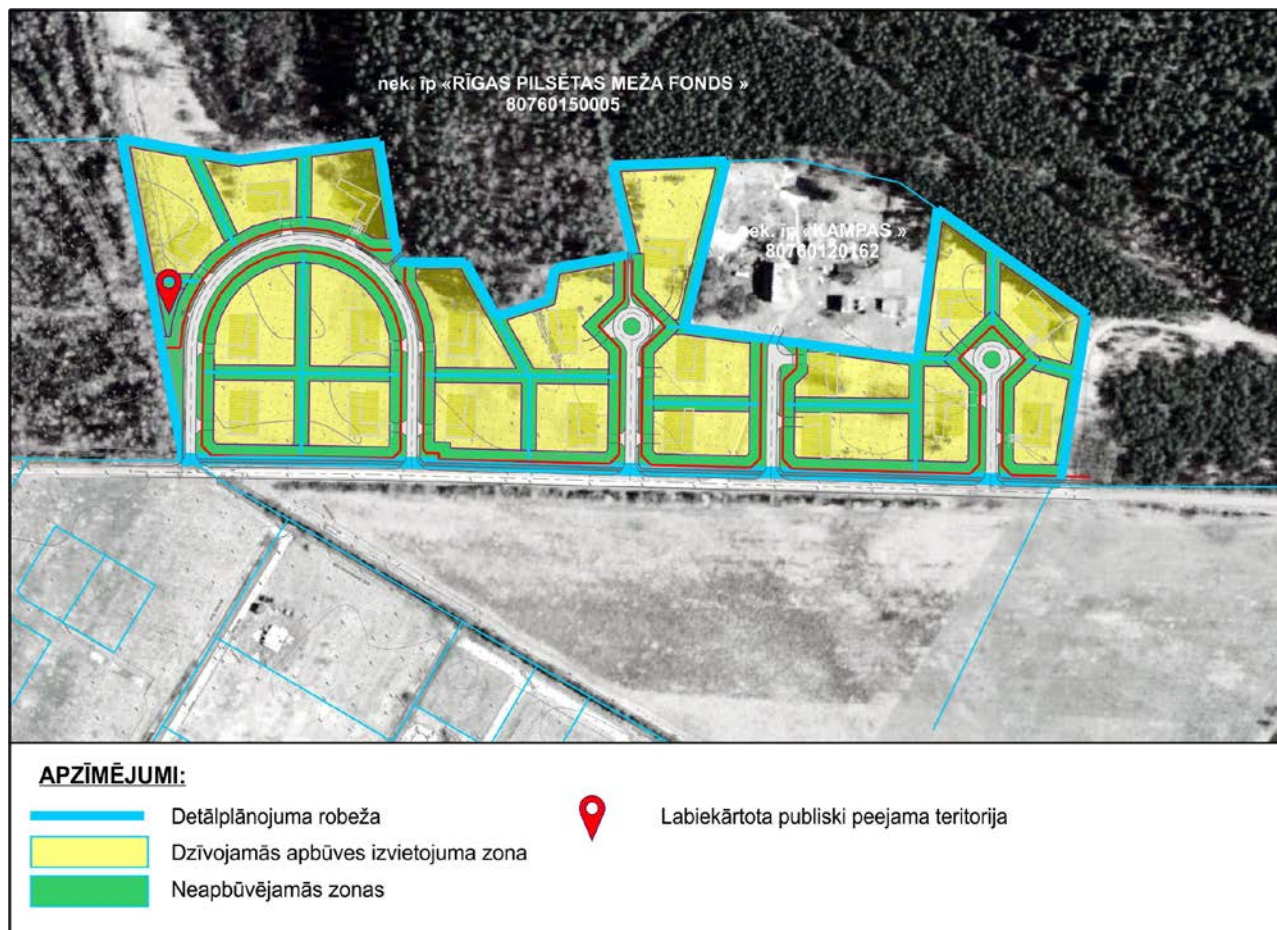 nek. īp «RĪGAS PILSĒTAS MEŽA FONDS »
80760150005
nek. īp «KAMPAS »
80760120162
APZĪMĒJUMI:
Detālplānojuma robeža
Dzīvojamās apbūves izvietojuma zona
Neapbūvējamās zonas
Labiekārtota publiski peejama teritorija